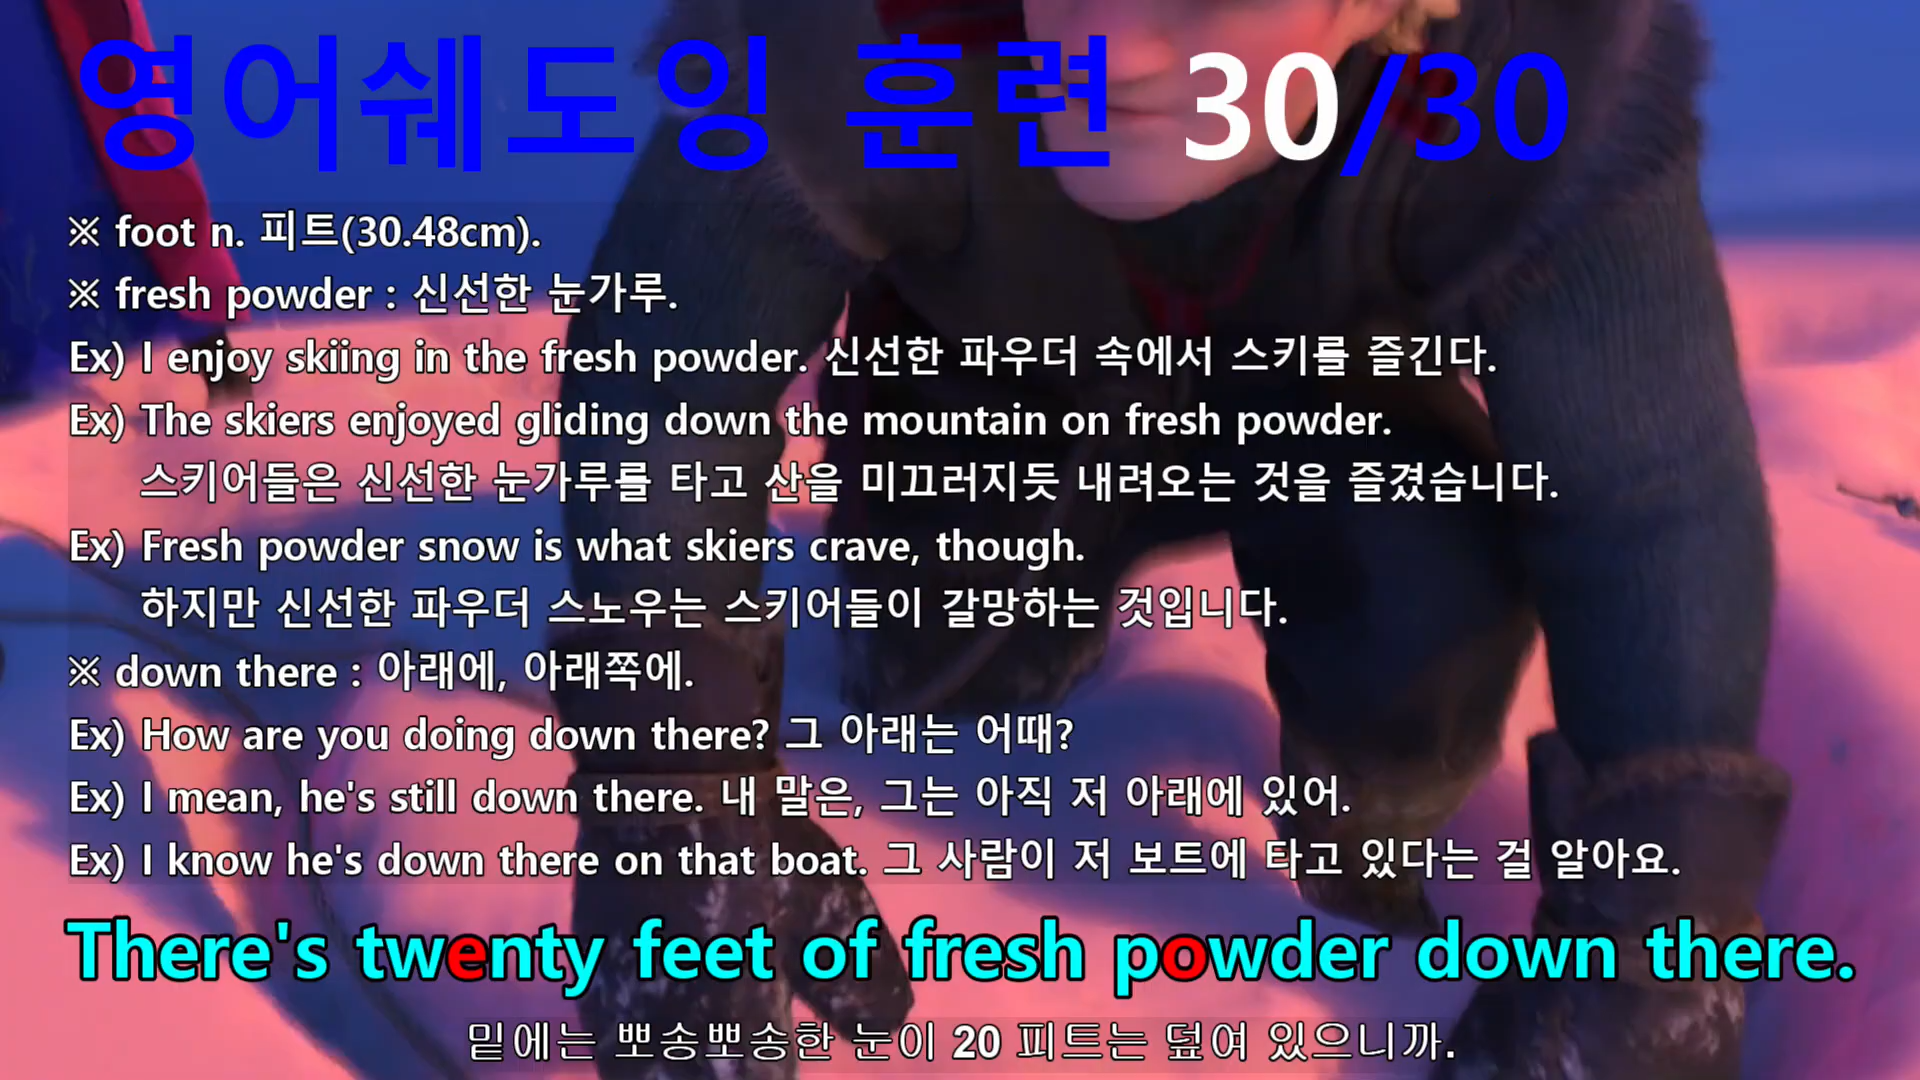 영어쉐도잉 훈련 30/30
※ foot n. 피트(30.48cm).
※ fresh powder : 신선한 눈가루.
Ex) I enjoy skiing in the fresh powder. 신선한 파우더 속에서 스키를 즐긴다.
Ex) The skiers enjoyed gliding down the mountain on fresh powder.
스키어들은 신선한 눈가루를 타고 산을 미끄러지듯 내려오는 것을 즐겼습니다.
Ex) Fresh powder snow is what skiers crave, though.
하지만 신선한 파우더 스노우는 스키어들이 갈망하는 것입니다.
※ down there : 아래에, 아래쪽에.
Ex) How are you doing down there? 그 아래는 어때?
Ex) I mean, he's still down there. 내 말은, 그는 아직 저 아래에 있어.
Ex) I know he's down there on that boat. 그 사람이 저 보트에 타고 있다는 걸 알아요.
There's twenty feet of fresh powder down there.
밑에는 뽀송뽀송한 눈이 20 피트는 덮여 있으니까.